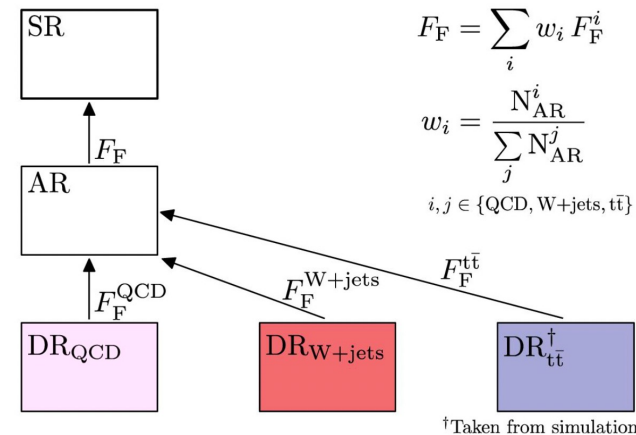 SR
F_F = ∑_i w_i F_F^i
w_i = N_AR^i / ∑_j N_AR^j
i, j ∈ {QCD, W+jets, tt̄}
F_F
AR
F_F^QCD
F_F^W+jets
F_F^tt̄
DR_QCD
DR_W+jets
DR_tt̄^†
†Taken from simulation